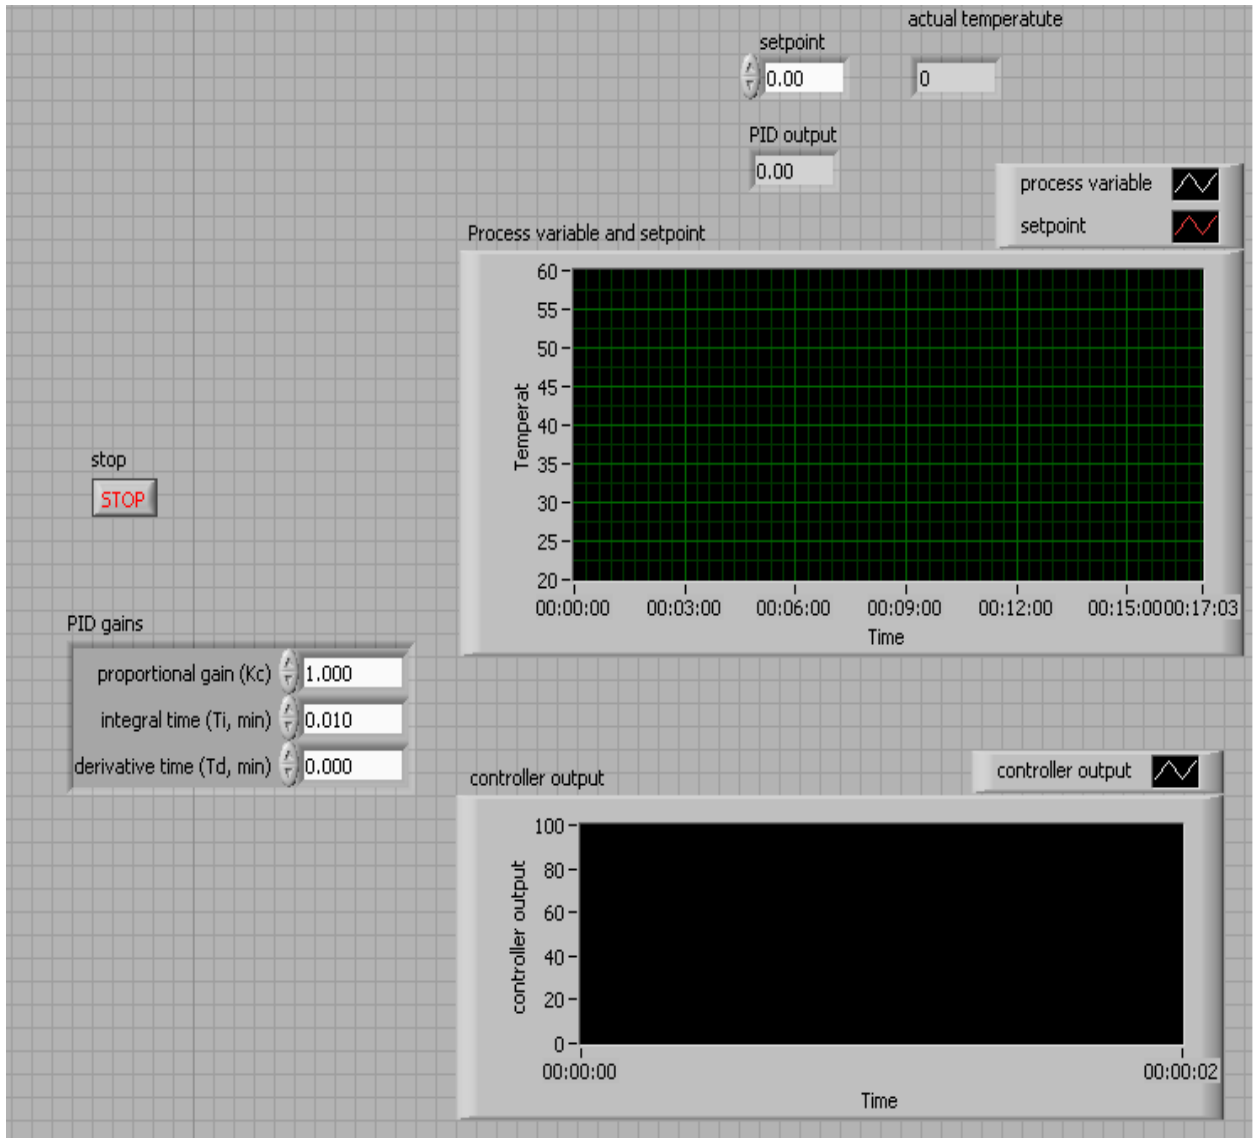 actual temperatute
setpoint
0.00
0
PID output
0.00
process variable
setpoint
Process variable and setpoint
60
55
50
45
40
35
30
25
20
Temperat
00:00:00 00:03:00 00:06:00 00:09:00 00:12:00 00:15:00 00:17:03
Time
stop
STOP
PID gains
proportional gain (Kc) 1.000
integral time (Ti, min) 0.010
derivative time (Td, min) 0.000
controller output
controller output
100
80
60
40
20
0
controller output
00:00:00 00:00:02
Time